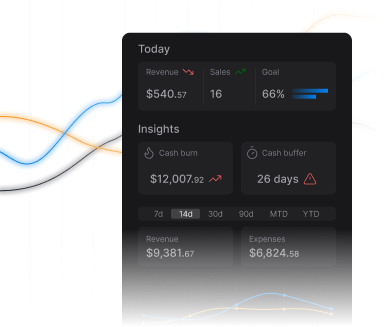 Today
Revenue Sales Goal
$540.57 16 66%
Insights
Cash burn Cash buffer
$12,007.92 26 days
7d 14d 30d 90d MTD YTD
Revenue Expenses
$9,381.67 $6,824.58